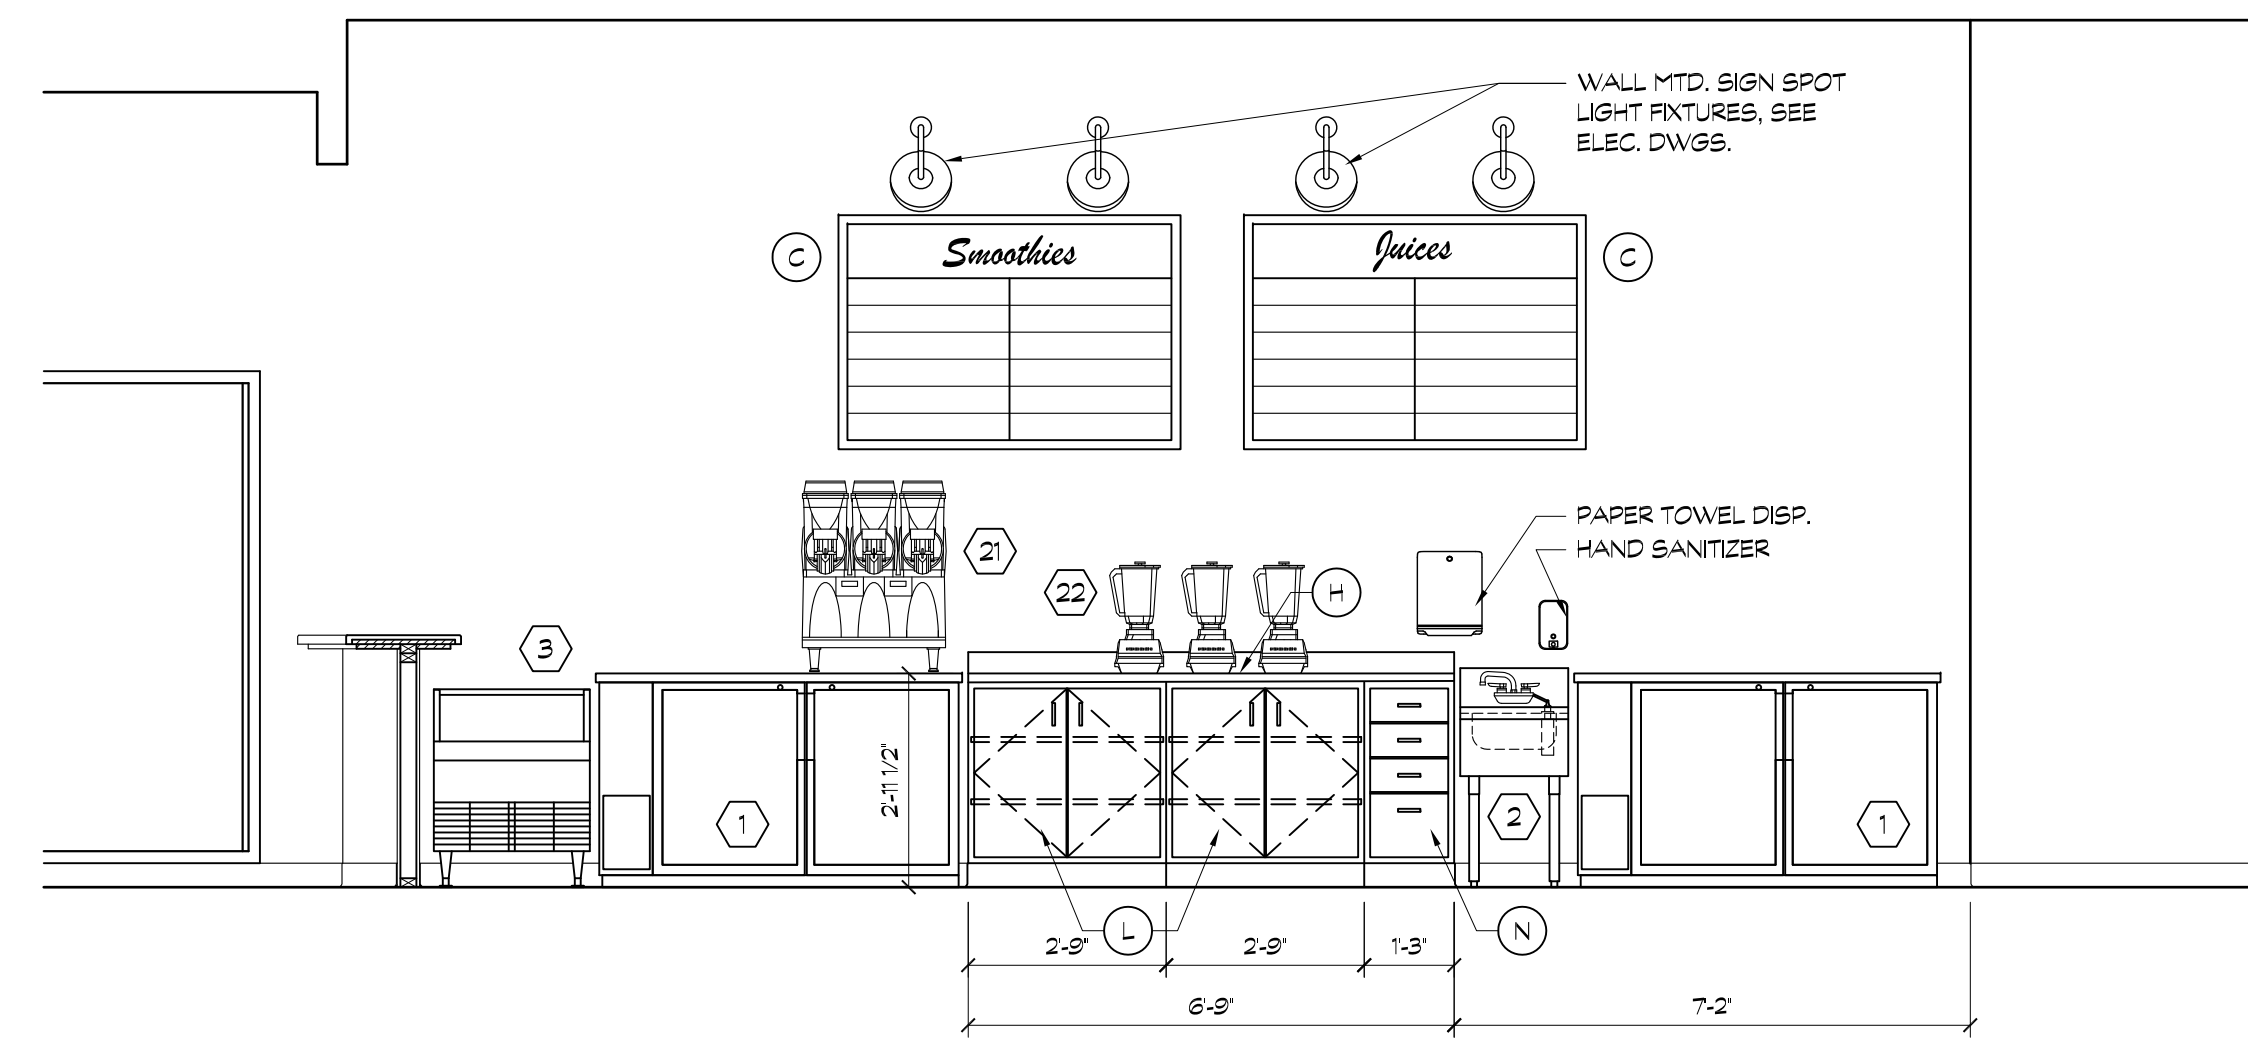 WALL MTD. SIGN SPOT
LIGHT FIXTURES, SEE
ELEC. DWGS.
C
Smoothies
Juices
C
21
22
H
PAPER TOWEL DISP.
HAND SANITIZER
3
1
2'-11 1/2"
2
1
L
N
2'-9"
2'-9"
1'-3"
6'-9"
7'-2"